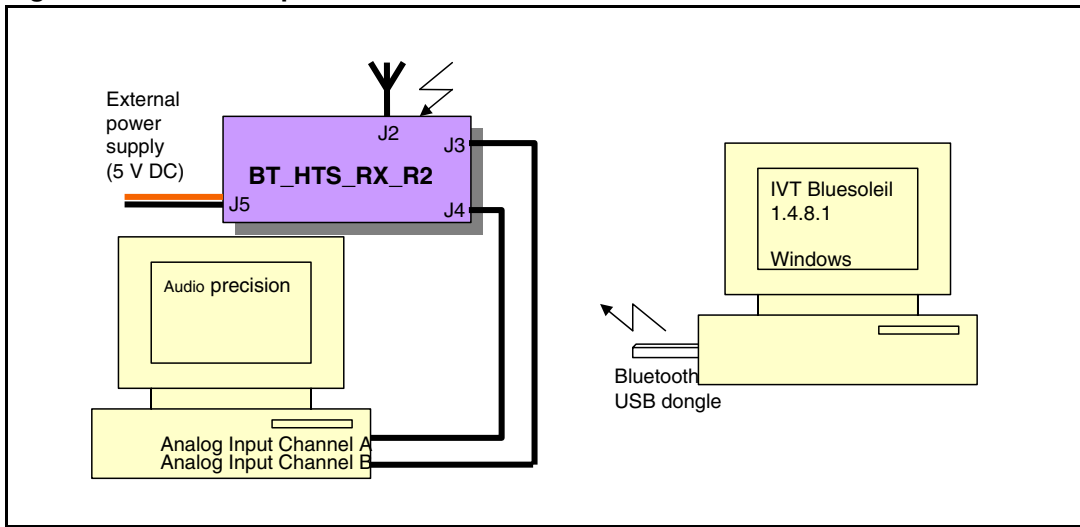 External
power
supply
(5 V DC)
J2
J3
BT_HTS_RX_R2
J4
J5
Audio precision
Analog Input Channel A
Analog Input Channel B
IVT Bluesoleil
1.4.8.1
Windows
Bluetooth
USB dongle